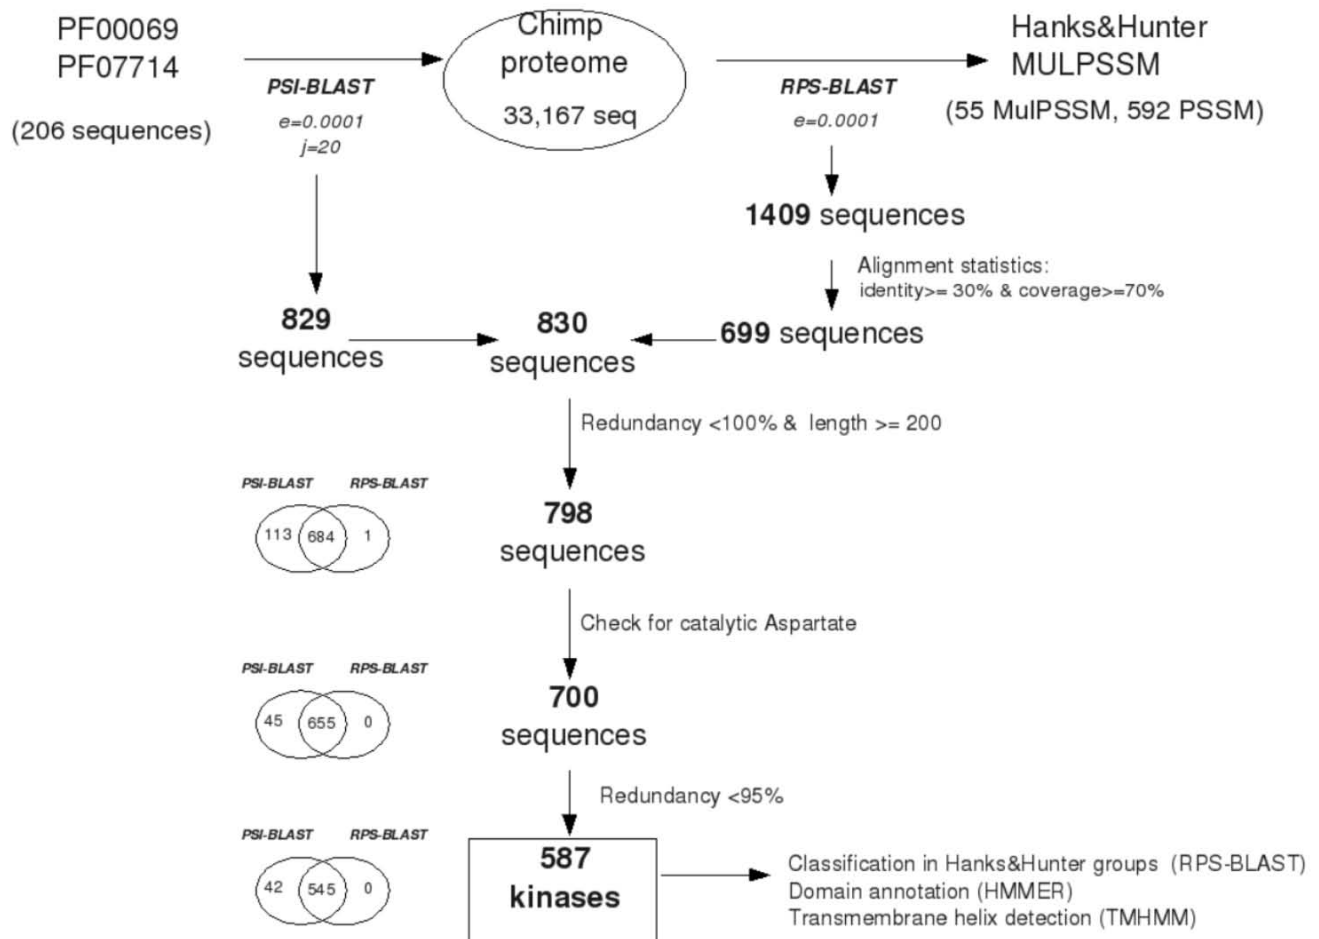 PF00069
PF07714
(206 sequences)
PSI-BLAST
e=0.0001
j=20
Chimp
proteome
33,167 seq
RPS-BLAST
e=0.0001
Hanks&Hunter
MULPSSM
(55 MulPSSM, 592 PSSM)
1409 sequences
Alignment statistics:
identity>= 30% & coverage>=70%
829
sequences
830
sequences
699 sequences
Redundancy <100% & length >= 200
PSI-BLAST RPS-BLAST
113 684 1
798
sequences
Check for catalytic Aspartate
PSI-BLAST RPS-BLAST
45 655 0
700
sequences
Redundancy <95%
PSI-BLAST RPS-BLAST
42 545 0
587
kinases
Classification in Hanks&Hunter groups (RPS-BLAST)
Domain annotation (HMMER)
Transmembrane helix detection (TMHMM)